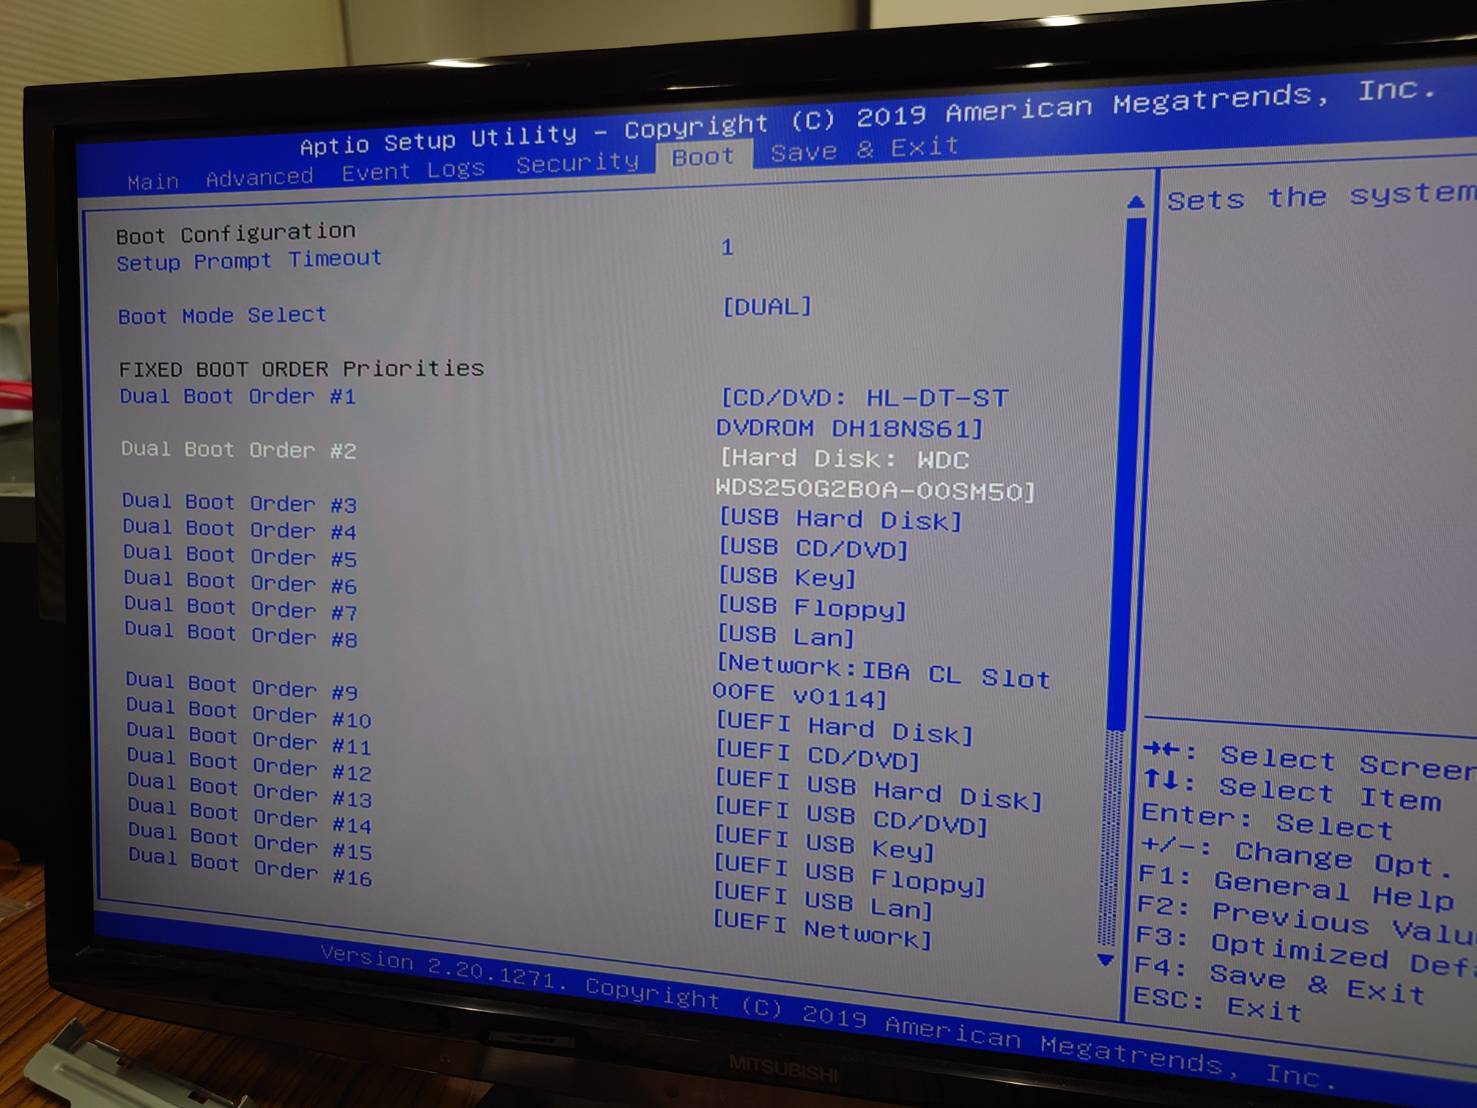 Aptio Setup Utility – Copyright (C) 2019 American Megatrends, Inc.
Main Advanced Event Logs Security Boot Save & Exit
Boot Configuration
Setup Prompt Timeout 1
Boot Mode Select [DUAL]
FIXED BOOT ORDER Priorities
Dual Boot Order #1 [CD/DVD: HL-DT-ST
DVDROM DH18NS61]
Dual Boot Order #2 [Hard Disk: WDC
WDS250G2B0A-00SM50]
Dual Boot Order #3 [USB Hard Disk]
Dual Boot Order #4 [USB CD/DVD]
Dual Boot Order #5 [USB Key]
Dual Boot Order #6 [USB Floppy]
Dual Boot Order #7 [USB Lan]
Dual Boot Order #8 [Network:IBA CL Slot
00FE v0114]
Dual Boot Order #9 [UEFI Hard Disk]
Dual Boot Order #10 [UEFI CD/DVD]
Dual Boot Order #11 [UEFI USB Hard Disk]
Dual Boot Order #12 [UEFI USB CD/DVD]
Dual Boot Order #13 [UEFI USB Key]
Dual Boot Order #14 [UEFI USB Floppy]
Dual Boot Order #15 [UEFI USB Lan]
Dual Boot Order #16 [UEFI Network]
Sets the system
→←: Select Screen
↑↓: Select Item
Enter: Select
+/-: Change Opt.
F1: General Help
F2: Previous Valu
F3: Optimized Def
F4: Save & Exit
ESC: Exit
Version 2.20.1271. Copyright (C) 2019 American Megatrends, Inc.
MITSUBISHI